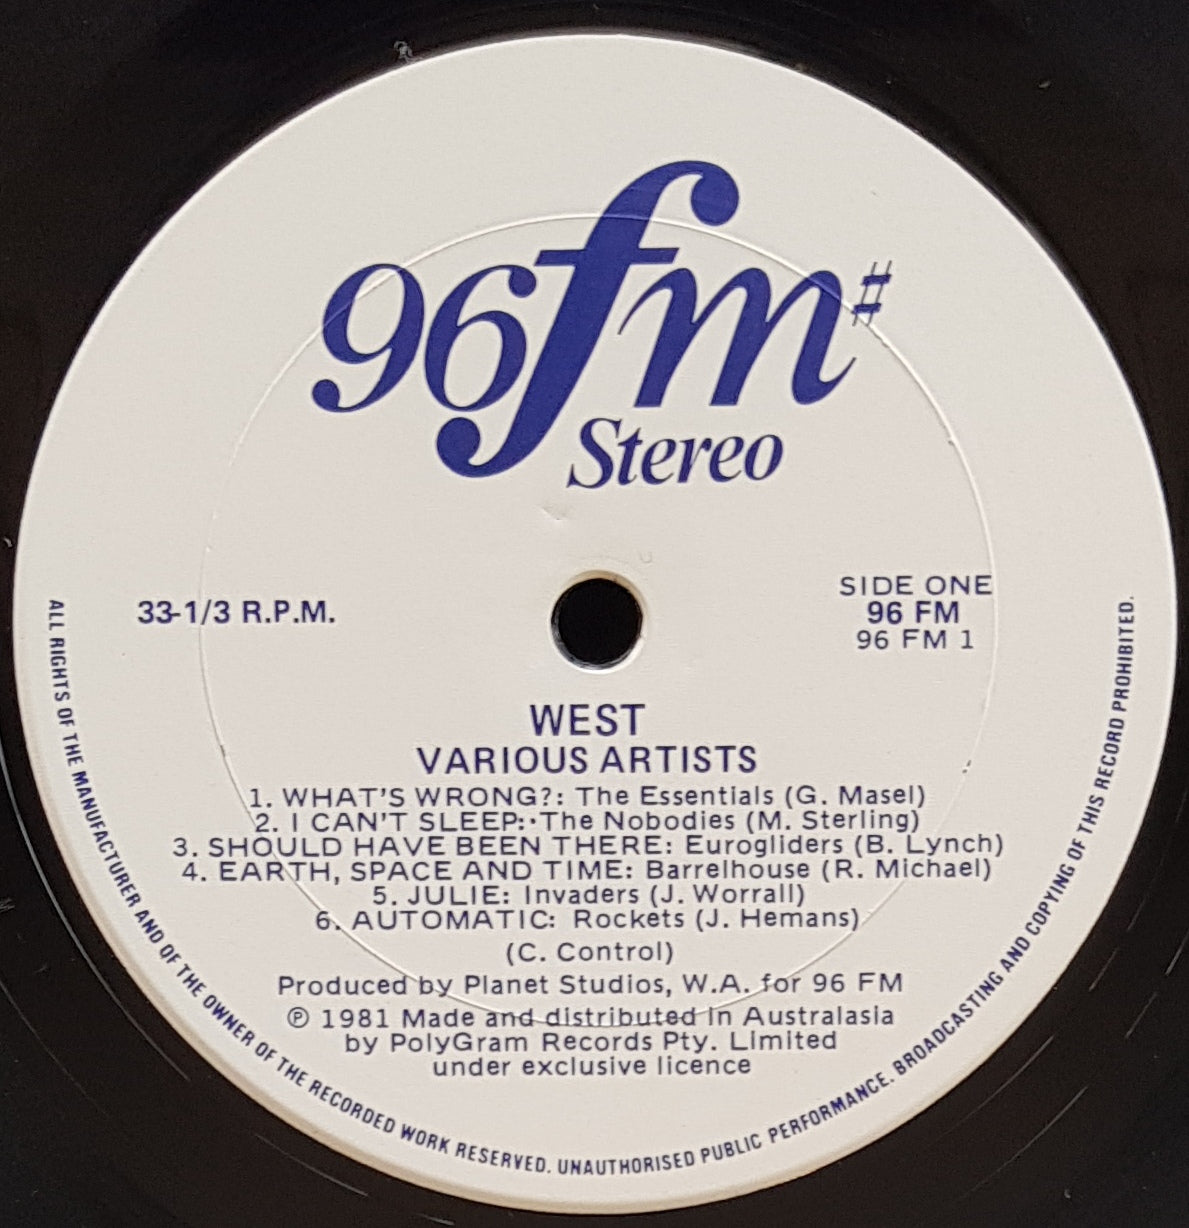 96fm#
Stereo
33-1/3 R.P.M.
SIDE ONE
96 FM
96 FM 1
WEST
VARIOUS ARTISTS
1. WHAT'S WRONG?: The Essentials (G. Masel)
2. I CAN'T SLEEP: The Nobodies (M. Sterling)
3. SHOULD HAVE BEEN THERE: Eurogliders (B. Lynch)
4. EARTH, SPACE AND TIME: Barrelhouse (R. Michael)
5. JULIE: Invaders (J. Worrall)
6. AUTOMATIC: Rockets (J. Hemans)
(C. Control)
Produced by Planet Studios, W.A. for 96 FM
℗ 1981 Made and distributed in Australasia
by PolyGram Records Pty. Limited
under exclusive licence
ALL RIGHTS OF THE MANUFACTURER AND OF THE OWNER OF THE RECORDED WORK RESERVED. UNAUTHORISED PUBLIC PERFORMANCE. BROADCASTING AND COPYING OF THIS RECORD PROHIBITED.